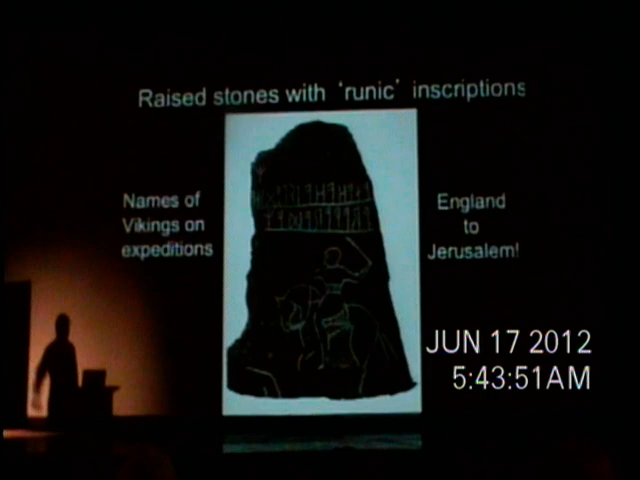 Raised stones with 'runic' inscriptions
Names of
Vikings on
expeditions
England
to
Jerusalem!
JUN 17 2012
5:43:51AM